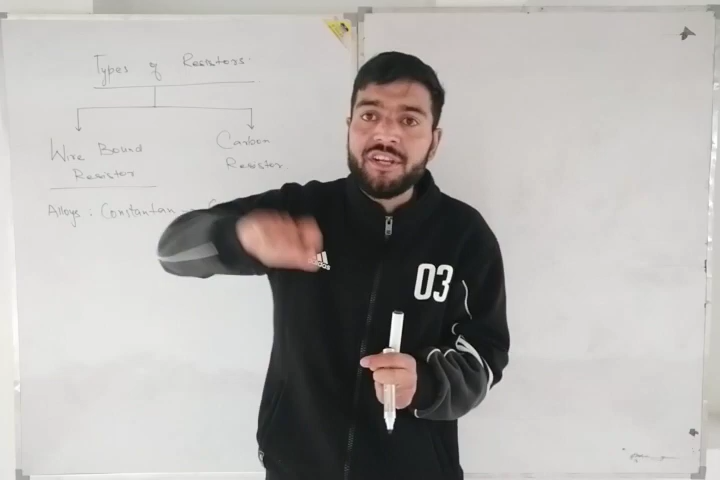 Types of Resistors.
Wire Bound
Resistor
Carbon
Resistor.
Alloys : Constantan -
adidas
03